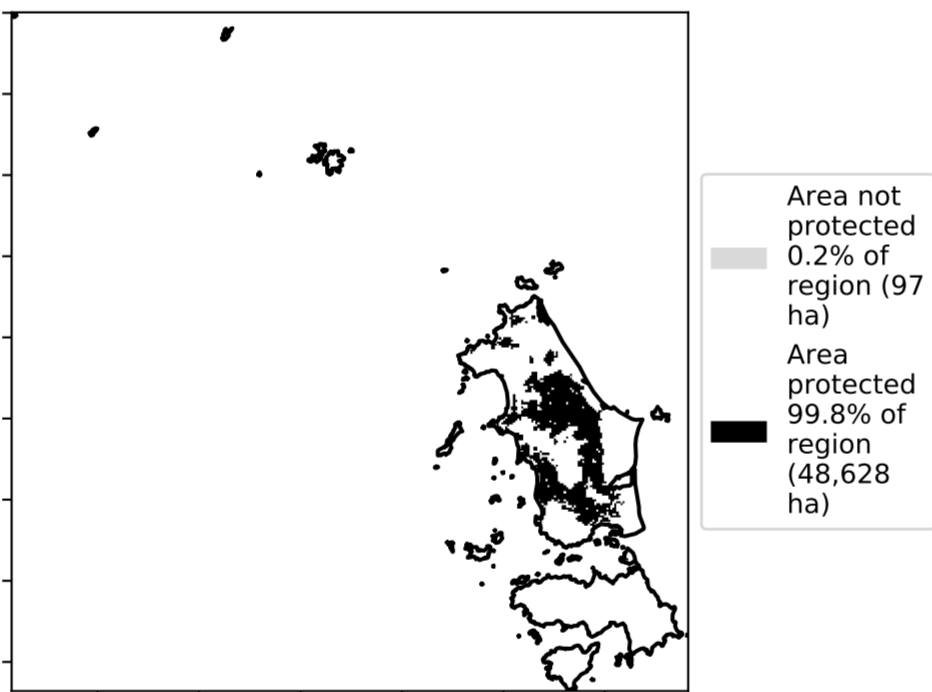 Area not
protected
0.2% of
region (97
ha)
Area
protected
99.8% of
region
(48,628
ha)